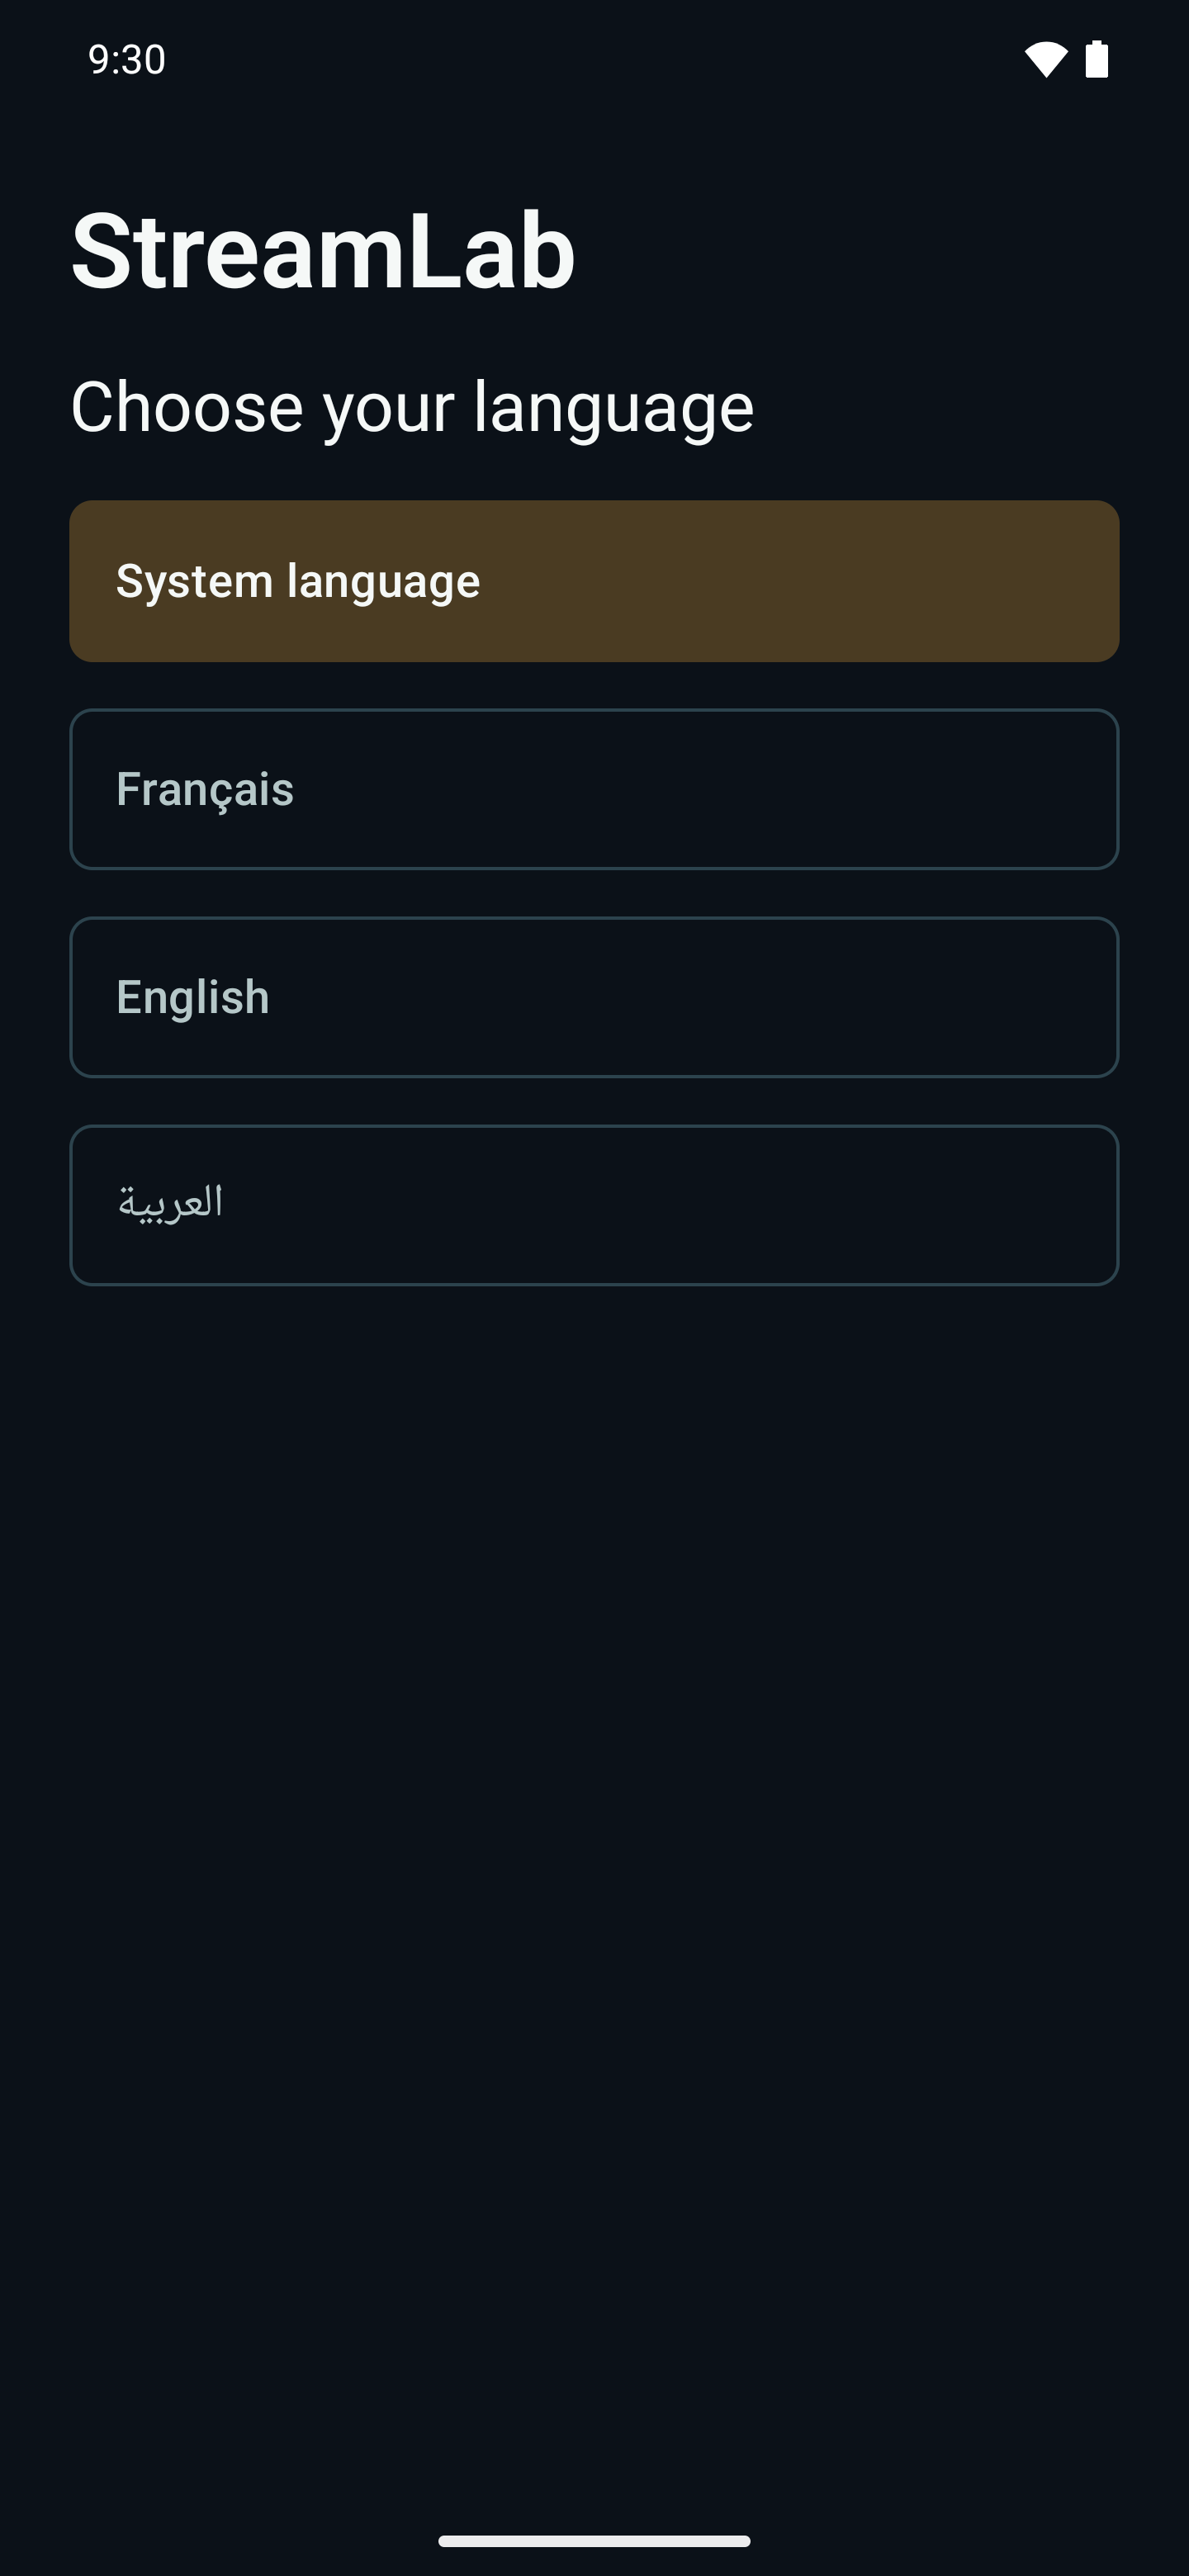 9:30
StreamLab
Choose your language
System language
Français
English
العربية